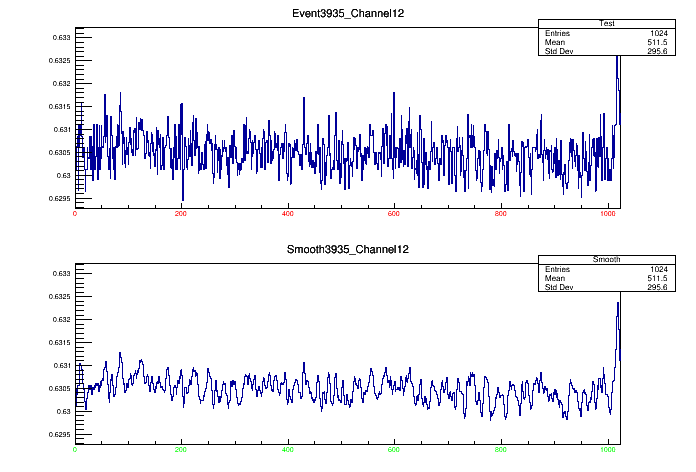 Event3935_Channel12
Test
Entries 1024
Mean 511.5
Std Dev 295.6
0.633
0.6325
0.632
0.6315
0.631
0.6305
0.63
0.6295
0 200 400 600 800 1000
Smooth3935_Channel12
Smooth
Entries 1024
Mean 511.5
Std Dev 295.6
0.633
0.6325
0.632
0.6315
0.631
0.6305
0.63
0.6295
0 200 400 600 800 1000